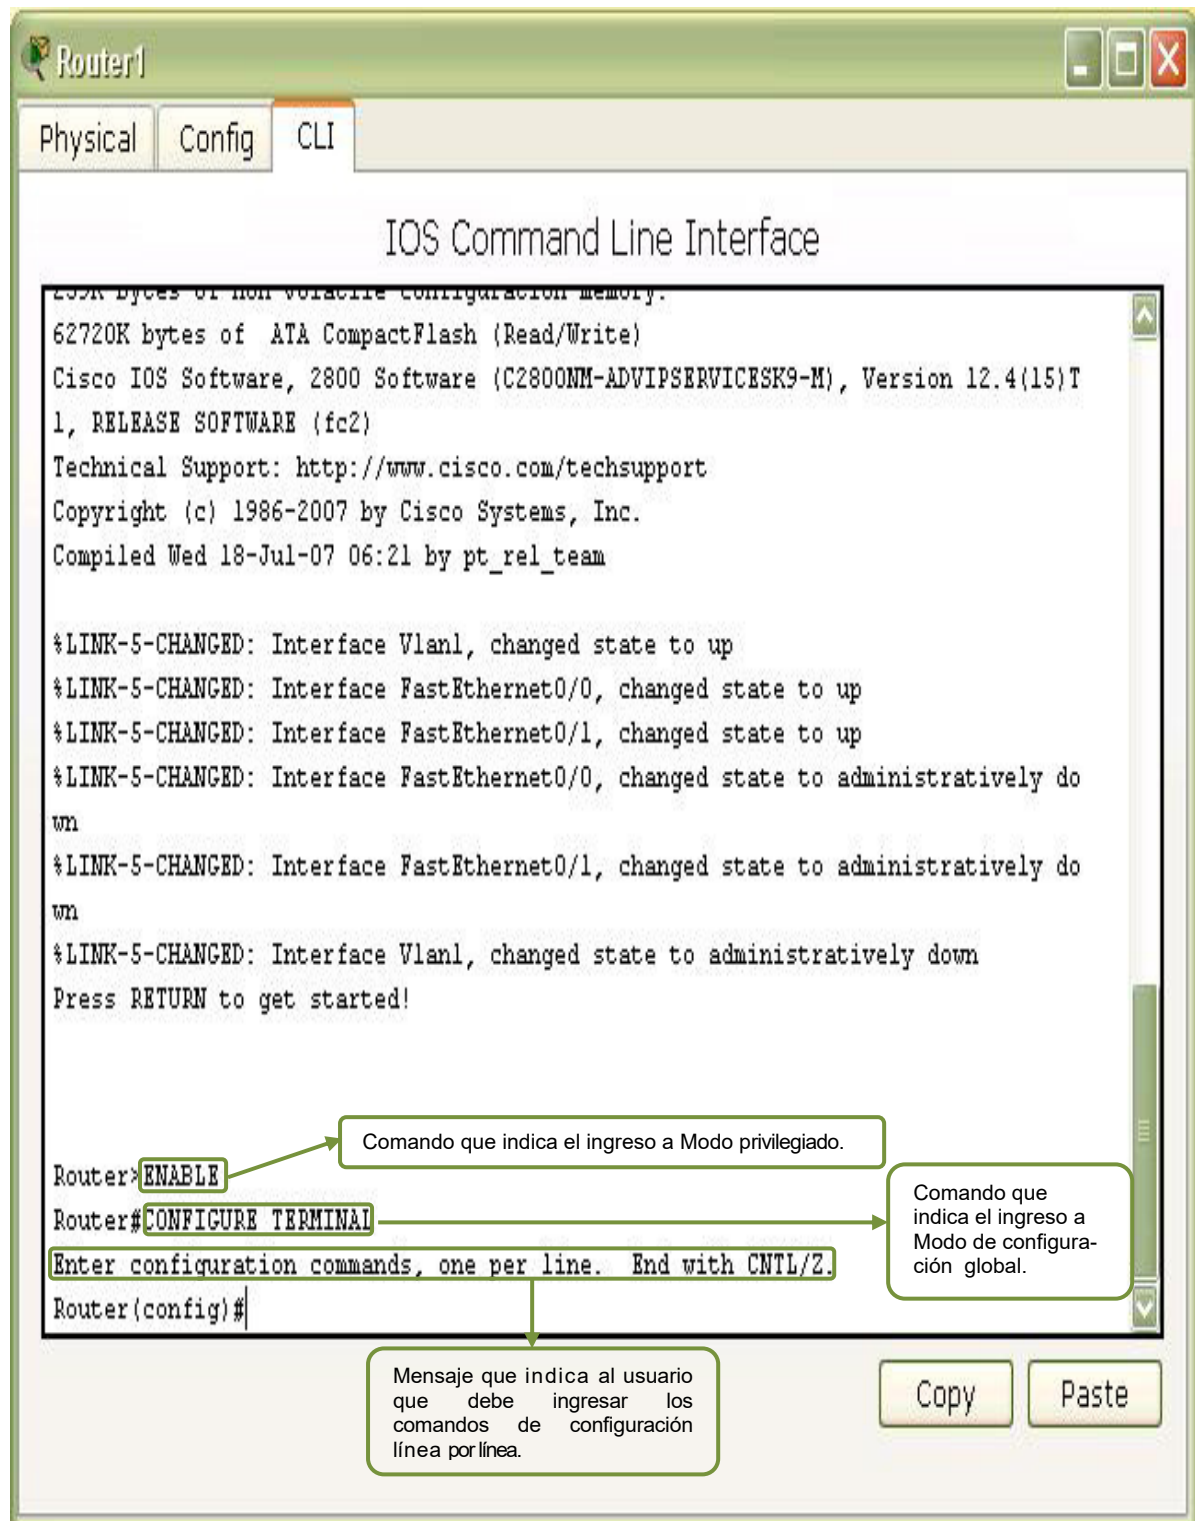 Router1
Physical Config CLI
IOS Command Line Interface
239K bytes of non-volatile configuration memory.
62720K bytes of ATA CompactFlash (Read/Write)
Cisco IOS Software, 2800 Software (C2800NM-ADVIPSERVICESK9-M), Version 12.4(15)T
1, RELEASE SOFTWARE (fc2)
Technical Support: http://www.cisco.com/techsupport
Copyright (c) 1986-2007 by Cisco Systems, Inc.
Compiled Wed 18-Jul-07 06:21 by pt_rel_team
%LINK-5-CHANGED: Interface Vlan1, changed state to up
%LINK-5-CHANGED: Interface FastEthernet0/0, changed state to up
%LINK-5-CHANGED: Interface FastEthernet0/1, changed state to up
%LINK-5-CHANGED: Interface FastEthernet0/0, changed state to administratively do
wn
%LINK-5-CHANGED: Interface FastEthernet0/1, changed state to administratively do
wn
%LINK-5-CHANGED: Interface Vlan1, changed state to administratively down
Press RETURN to get started!
Comando que indica el ingreso a Modo privilegiado.
Router>ENABLE
Router#CONFIGURE TERMINAL
Enter configuration commands, one per line. End with CNTL/Z.
Router(config)#
Comando que
indica el ingreso a
Modo de configura-
ción global.
Mensaje que indica al usuario
que debe ingresar los
comandos de configuración
línea por línea.
Copy Paste